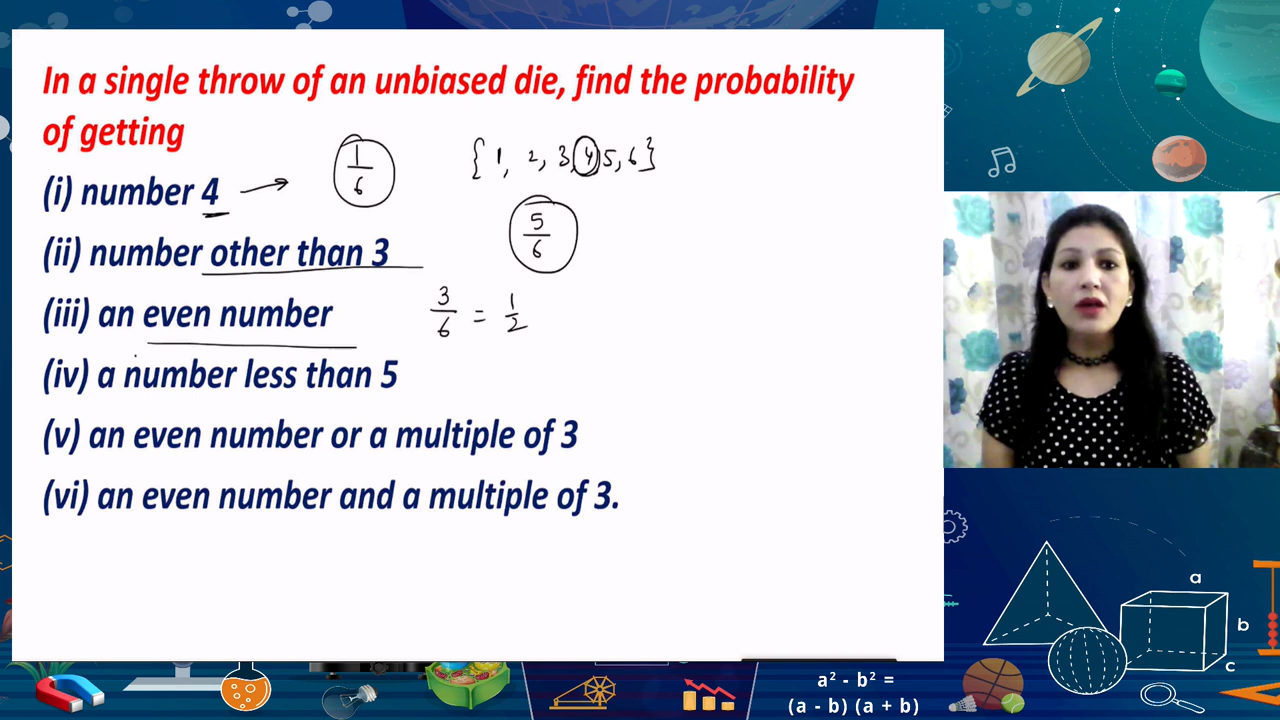 In a single throw of an unbiased die, find the probability
of getting
(i) number 4 → 1/6 {1, 2, 3, 4, 5, 6}
(ii) number other than 3 5/6
(iii) an even number 3/6 = 1/2
(iv) a number less than 5
(v) an even number or a multiple of 3
(vi) an even number and a multiple of 3.
a
b
c
a² - b² =
(a - b) (a + b)